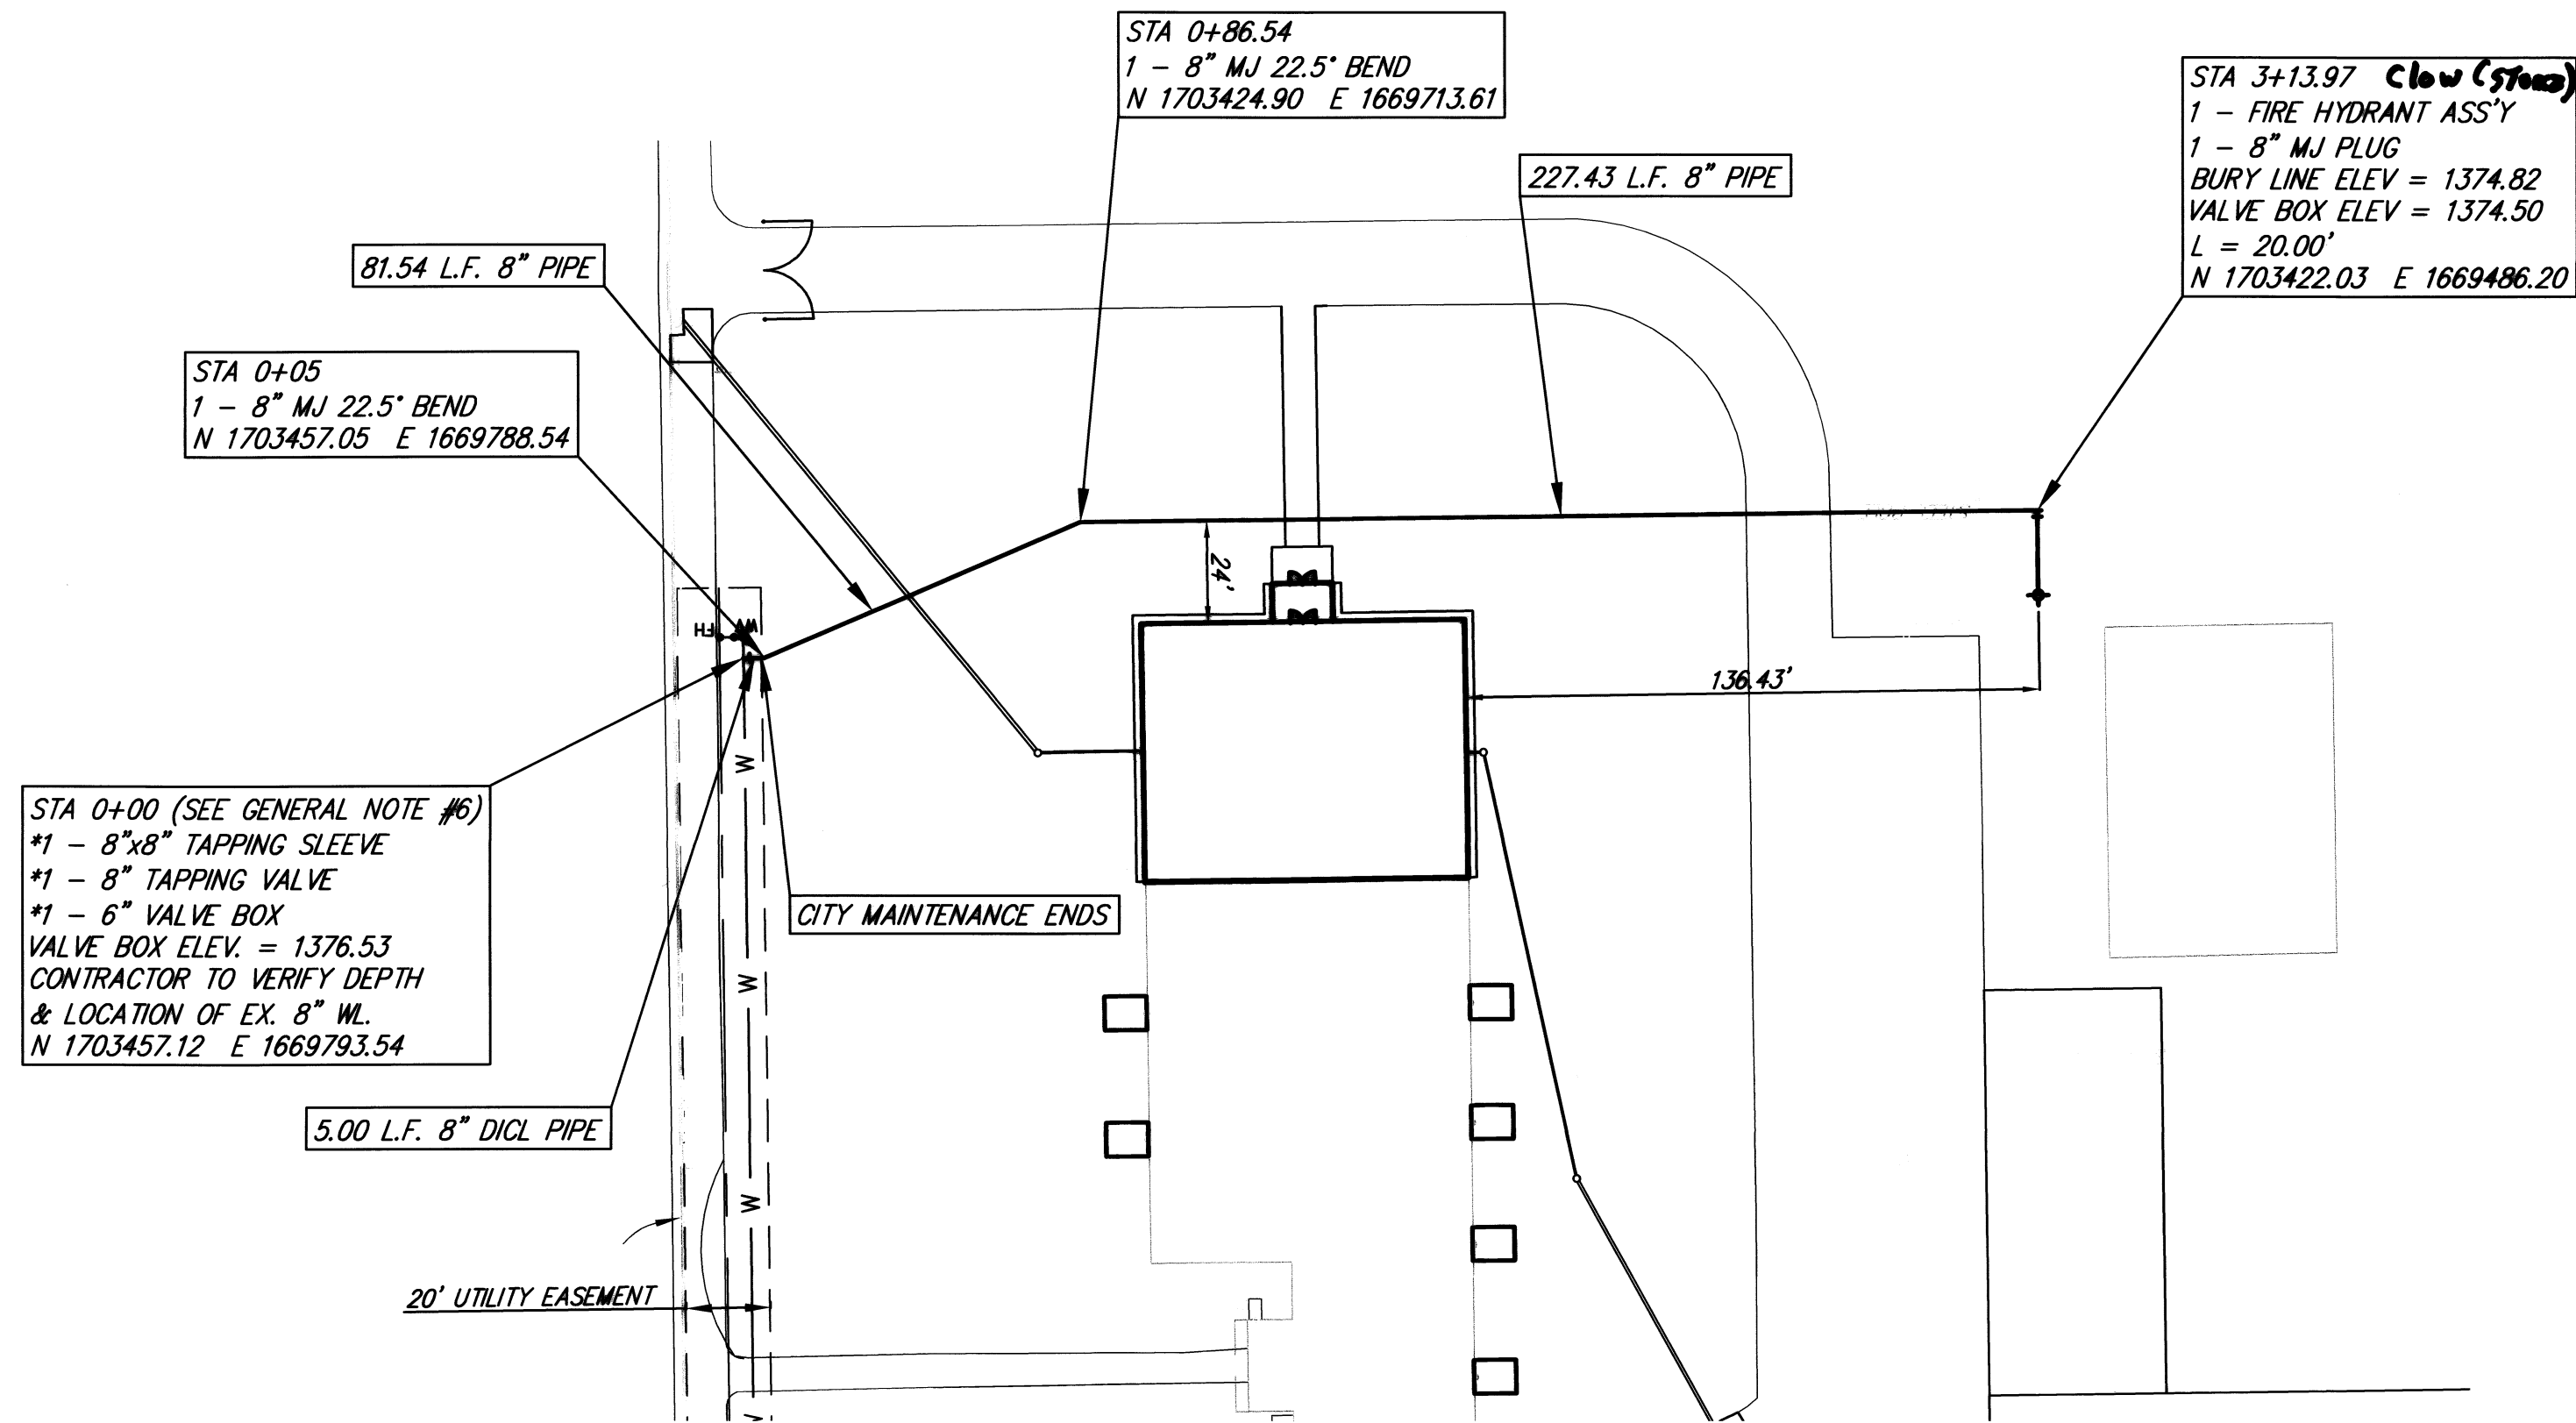 STA 0+86.54
1 - 8" MJ 22.5° BEND
N 1703424.90 E 1669713.61
STA 3+13.97 Clow (Storz)
1 - FIRE HYDRANT ASS'Y
1 - 8" MJ PLUG
BURY LINE ELEV = 1374.82
VALVE BOX ELEV = 1374.50
L = 20.00'
N 1703422.03 E 1669486.20
227.43 L.F. 8" PIPE
81.54 L.F. 8" PIPE
STA 0+05
1 - 8" MJ 22.5° BEND
N 1703457.05 E 1669788.54
24'
FH
136.43'
W
STA 0+00 (SEE GENERAL NOTE #6)
*1 - 8"x8" TAPPING SLEEVE
*1 - 8" TAPPING VALVE
*1 - 6" VALVE BOX
VALVE BOX ELEV. = 1376.53
CONTRACTOR TO VERIFY DEPTH
& LOCATION OF EX. 8" WL.
N 1703457.12 E 1669793.54
CITY MAINTENANCE ENDS
W
5.00 L.F. 8" DICL PIPE
W
20' UTILITY EASEMENT
W